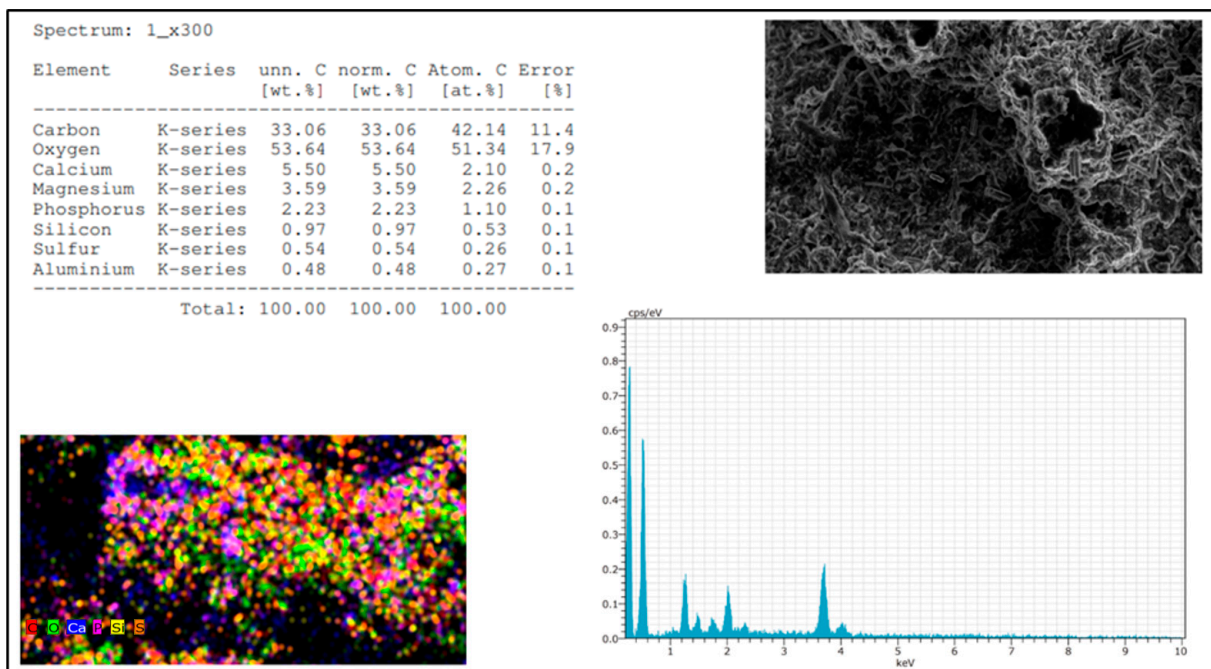 Spectrum: 1_x300
Element Series unn. C norm. C Atom. C Error
[wt.%] [wt.%] [at.%] [%]
Carbon K-series 33.06 33.06 42.14 11.4
Oxygen K-series 53.64 53.64 51.34 17.9
Calcium K-series 5.50 5.50 2.10 0.2
Magnesium K-series 3.59 3.59 2.26 0.2
Phosphorus K-series 2.23 2.23 1.10 0.1
Silicon K-series 0.97 0.97 0.53 0.1
Sulfur K-series 0.54 0.54 0.26 0.1
Aluminium K-series 0.48 0.48 0.27 0.1
Total: 100.00 100.00 100.00
cps/eV
0.9
0.8
0.7
0.6
0.5
0.4
0.3
0.2
0.1
0.0
1 2 3 4 5 6 7 8 9 10
keV
C O Ca P Si S